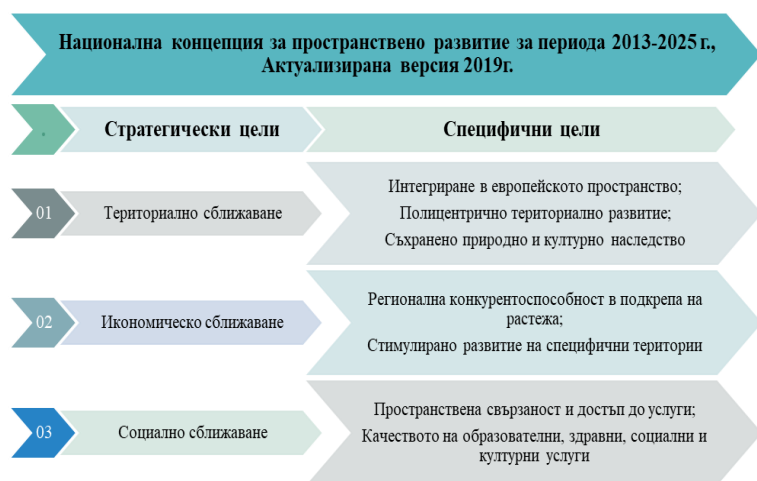 Национална концепция за пространствено развитие за периода 2013-2025 г.,
Актуализирана версия 2019г.
.
Стратегически цели
Специфични цели
01
Териториално сближаване
Интегриране в европейското пространство;
Полицентрично териториално развитие;
Съхранено природно и културно наследство
02
Икономическо сближаване
Регионална конкурентоспособност в подкрепа на
растежа;
Стимулирано развитие на специфични територии
03
Социално сближаване
Пространствена свързаност и достъп до услуги;
Качеството на образователни, здравни, социални и
културни услуги